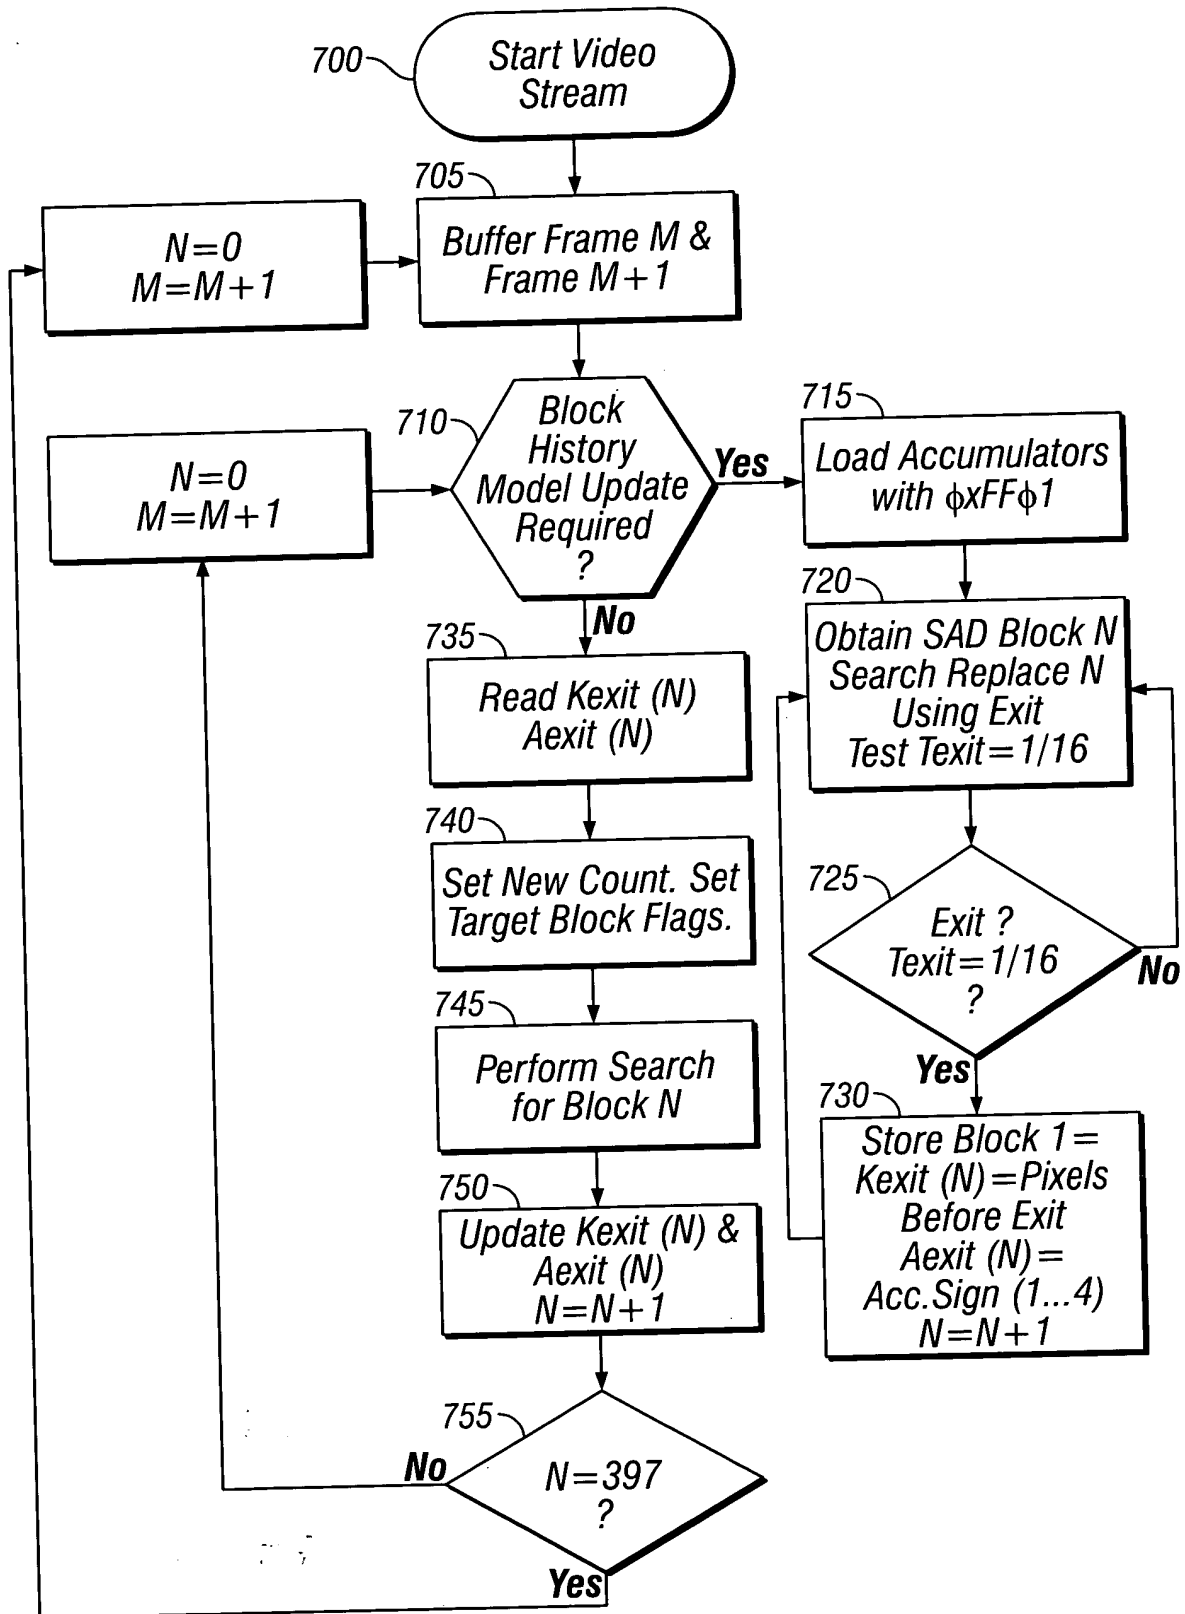 700
Start Video
Stream
705
N=0
M=M+1
Buffer Frame M &
Frame M+1
710
Block
History
Model Update
Required
?
Yes
No
N=0
M=M+1
715
Load Accumulators
with ϕxFFϕ1
720
Obtain SAD Block N
Search Replace N
Using Exit
Test Texit=1/16
725
Exit ?
Texit=1/16
?
No
Yes
730
Store Block 1=
Kexit (N)=Pixels
Before Exit
Aexit (N)=
Acc.Sign (1...4)
N=N+1
735
Read Kexit (N)
Aexit (N)
740
Set New Count. Set
Target Block Flags.
745
Perform Search
for Block N
750
Update Kexit (N) &
Aexit (N)
N=N+1
755
No
N=397
?
Yes